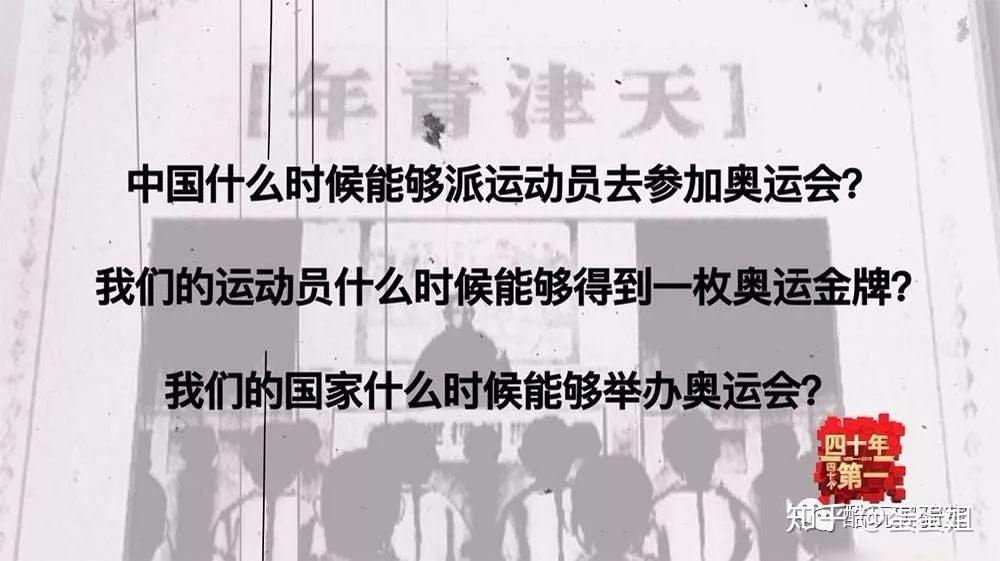 【天津青年】
中国什么时候能够派运动员去参加奥运会?
我们的运动员什么时候能够得到一枚奥运金牌?
我们的国家什么时候能够举办奥运会?
四十年
四十个
第一